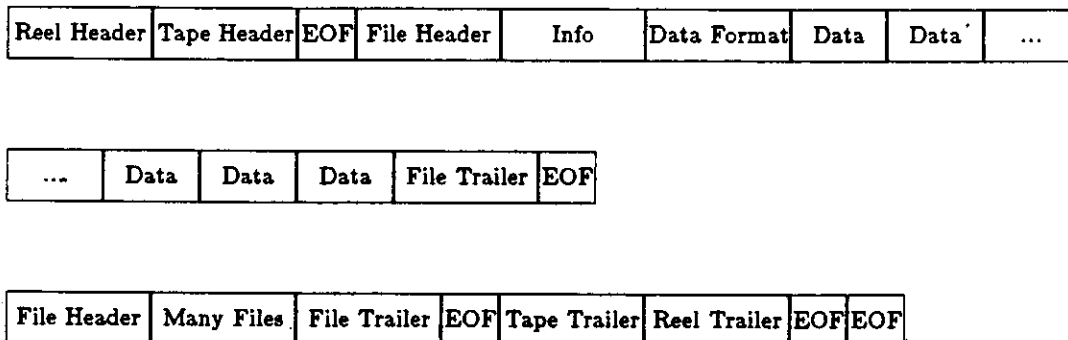 Reel Header Tape Header EOF File Header Info Data Format Data Data ...
... Data Data Data File Trailer EOF
File Header Many Files File Trailer EOF Tape Trailer Reel Trailer EOF EOF